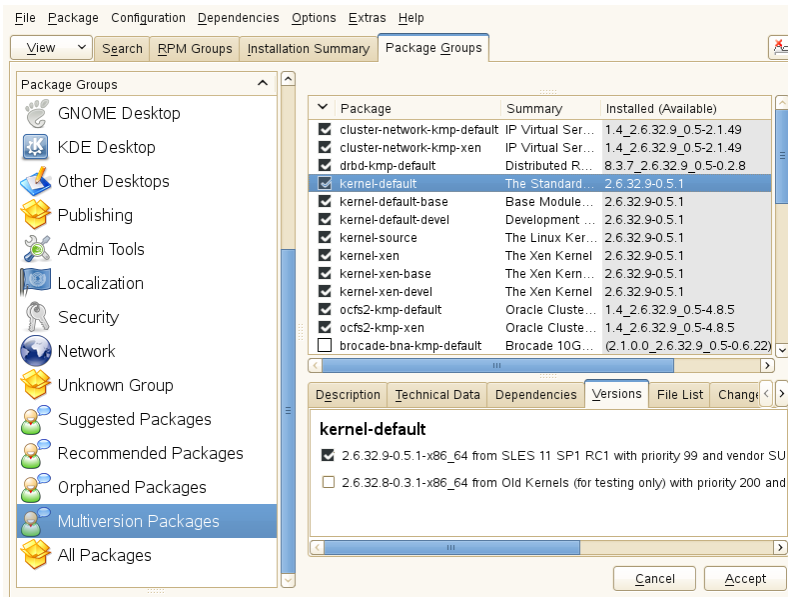 File Package Configuration Dependencies Options Extras Help
View Search RPM Groups Installation Summary Package Groups
Package Groups
GNOME Desktop
KDE Desktop
Other Desktops
Publishing
Admin Tools
Localization
Security
Network
Unknown Group
Suggested Packages
Recommended Packages
Orphaned Packages
Multiversion Packages
All Packages
Package Summary Installed (Available)
cluster-network-kmp-default IP Virtual Ser... 1.4_2.6.32.9_0.5-2.1.49
cluster-network-kmp-xen IP Virtual Ser... 1.4_2.6.32.9_0.5-2.1.49
drbd-kmp-default Distributed R... 8.3.7_2.6.32.9_0.5-0.2.8
kernel-default The Standard... 2.6.32.9-0.5.1
kernel-default-base Base Module... 2.6.32.9-0.5.1
kernel-default-devel Development ... 2.6.32.9-0.5.1
kernel-source The Linux Ker... 2.6.32.9-0.5.1
kernel-xen The Xen Kernel 2.6.32.9-0.5.1
kernel-xen-base The Xen Kern... 2.6.32.9-0.5.1
kernel-xen-devel The Xen Kernel 2.6.32.9-0.5.1
ocfs2-kmp-default Oracle Cluste... 1.4_2.6.32.9_0.5-4.8.5
ocfs2-kmp-xen Oracle Cluste... 1.4_2.6.32.9_0.5-4.8.5
brocade-bna-kmp-default Brocade 10G... (2.1.0.0_2.6.32.9_0.5-0.6.22)
Description Technical Data Dependencies Versions File List Change
kernel-default
2.6.32.9-0.5.1-x86_64 from SLES 11 SP1 RC1 with priority 99 and vendor SU
2.6.32.8-0.3.1-x86_64 from Old Kernels (for testing only) with priority 200 and
Cancel Accept